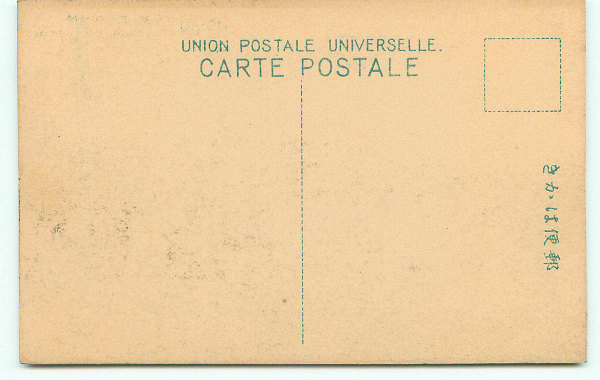 UNION POSTALE UNIVERSELLE.
CARTE POSTALE
郵便はかき